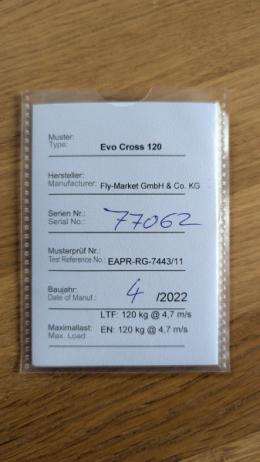 Muster:
Type: Evo Cross 120
Hersteller:
Manufacturer: Fly-Market GmbH & Co. KG
Serien Nr.:
Serial No.: 77062
Musterprüf Nr.:
Test Reference No.: EAPR-RG-7443/11
Baujahr:
Date of Manuf.: 4 /2022
LTF: 120 kg @ 4,7 m/s
Maximallast: EN: 120 kg @ 4,7 m/s
Max. Load: